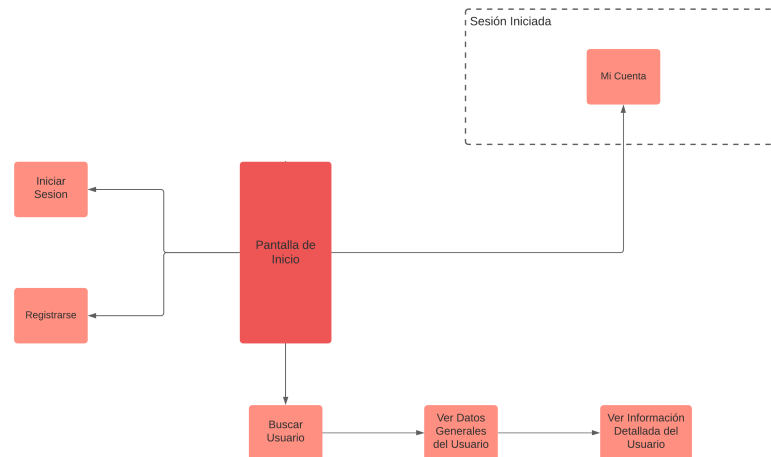 Sesión Iniciada
Mi Cuenta
Iniciar
Sesion
Pantalla de
Inicio
Registrarse
Buscar
Usuario
Ver Datos
Generales
del Usuario
Ver Información
Detallada del
Usuario